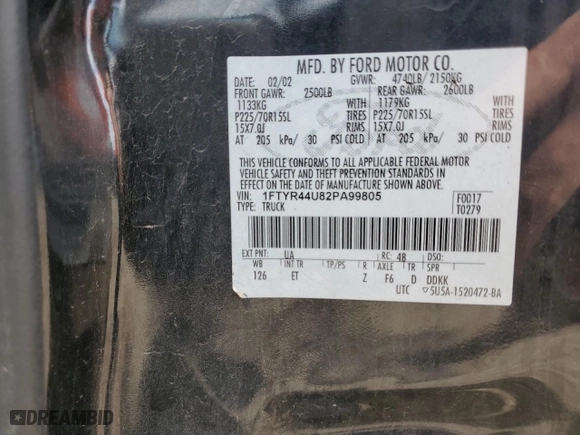 MFD. BY FORD MOTOR CO.
DATE: 02/02 GVWR: 4740LB/ 2150KG
FRONT GAWR: 2500LB REAR GAWR: 2600LB
1133KG WITH 1179KG WITH
P225/70R15SL TIRES P225/70R15SL TIRES
15X7.0J RIMS 15X7.0J RIMS
AT 205 kPa/ 30 PSI COLD AT 205 kPa/ 30 PSI COLD
THIS VEHICLE CONFORMS TO ALL APPLICABLE FEDERAL MOTOR
VEHICLE SAFETY AND THEFT PREVENTION STANDARDS IN
EFFECT ON THE DATE OF MANUFACTURE SHOWN ABOVE.
VIN: 1FTYR44U82PA99805 F0017
TYPE: TRUCK T0279
EXT PNT: UA RC: 4B DSO:
WB INT TR TP/PS R AXLE TR SPR
126 ET Z F6 D DDKK
UTC ▽5U5A-1520472-BA
DREAMBID